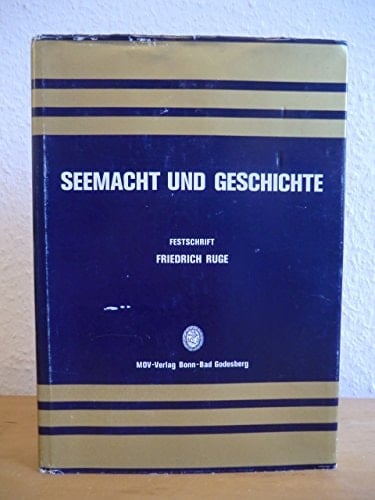 SEEMACHT UND GESCHICHTE
FESTSCHRIFT
FRIEDRICH RUGE
MOV-Verlag Bonn-Bad Godesberg